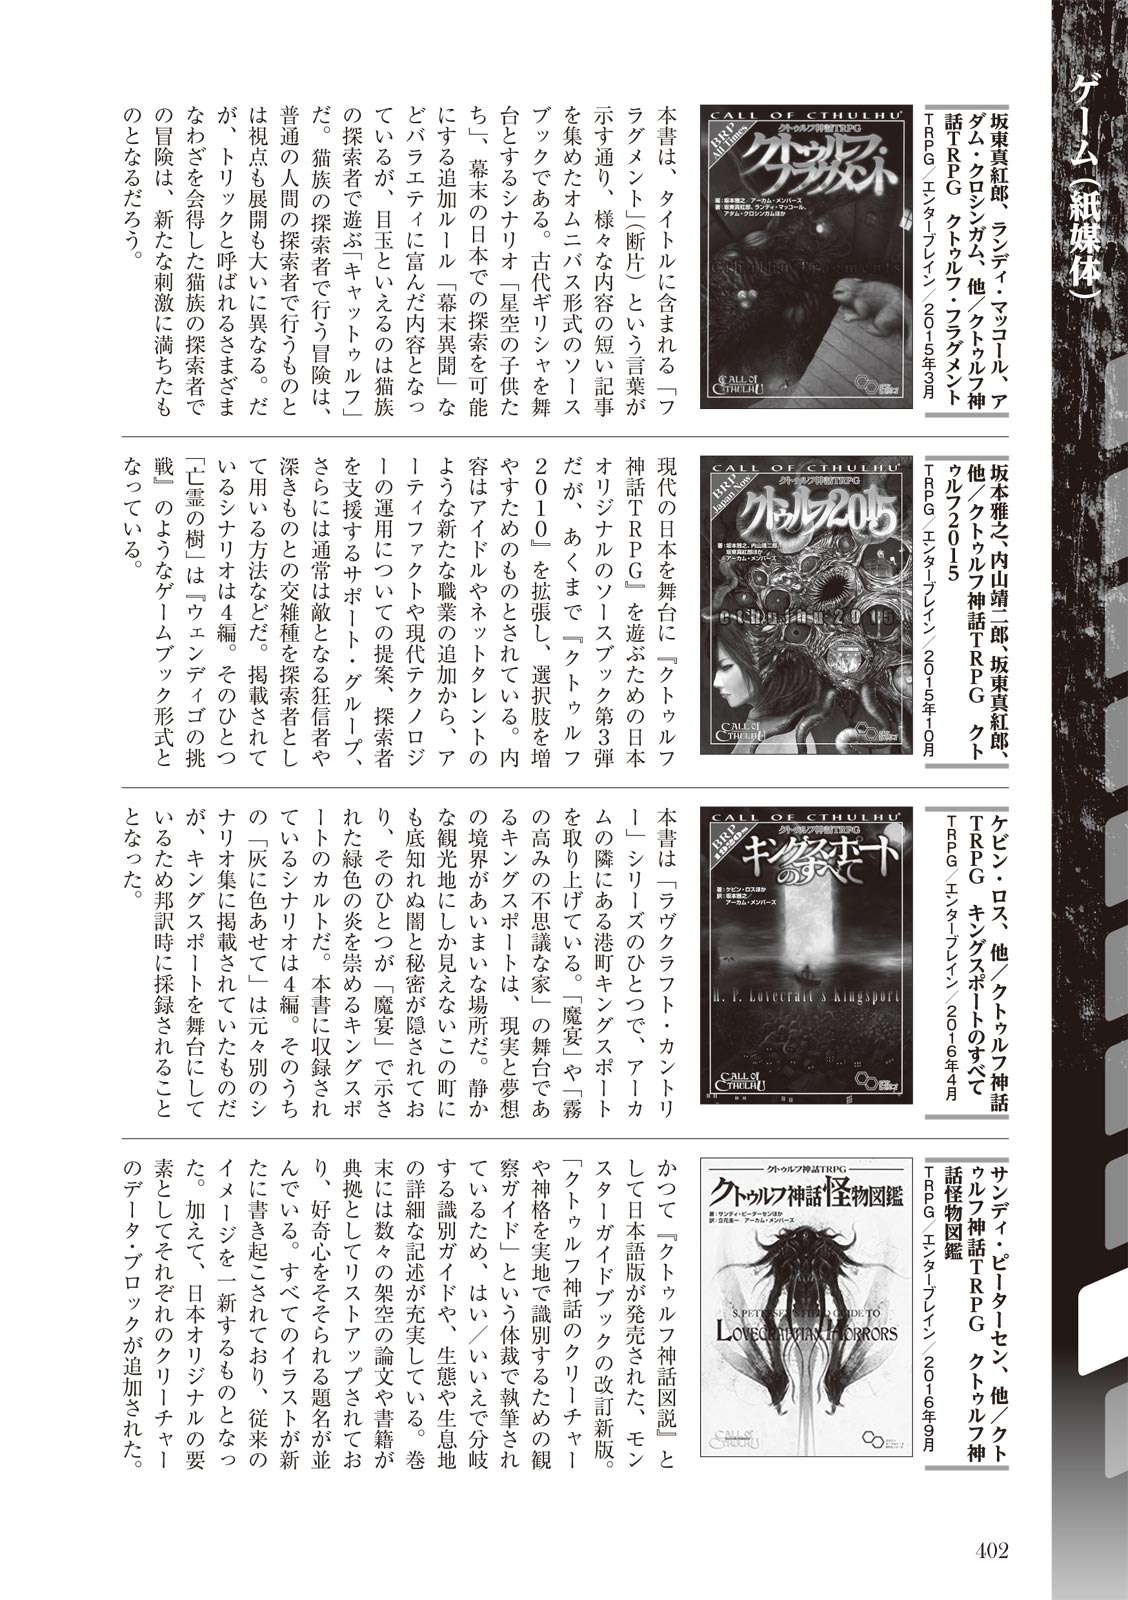 ゲーム（紙媒体）
坂東真紅郎、ランディ・マッコール、ア
ダム・クロシンガム、他／クトゥルフ神
話TRPG　クトゥルフ・フラグメント
TRPG／エンターブレイン／2015年3月
CALL OF CTHULHU
BRP
All Times
クトゥルフ神話TRPG
クトゥルフ・
フラグメント
編：坂本雅之、アーカム・メンバーズ
著：坂東真紅郎、ランディ・マッコール、
アダム・クロシンガムほか
Cthulhu Fragments
CALL of
CTHULHU
本書は、タイトルに含まれる「フ
ラグメント」（断片）という言葉が
示す通り、様々な内容の短い記事
を集めたオムニバス形式のソース
ブックである。古代ギリシャを舞
台とするシナリオ「星空の子供た
ち」、幕末の日本での探索を可能
にする追加ルール「幕末異聞」な
どバラエティに富んだ内容となっ
ているが、目玉といえるのは猫族
の探索者で遊ぶ「キャットゥルフ」
だ。猫族の探索者で行う冒険は、
普通の人間の探索者で行うものと
は視点も展開も大いに異なる。だ
が、トリックと呼ばれるさまざま
なわざを会得した猫族の探索者で
の冒険は、新たな刺激に満ちたも
のとなるだろう。
坂本雅之、内山靖二郎、坂東真紅郎、
他／クトゥルフ神話TRPG　クト
ゥルフ2015
TRPG／エンターブレイン／2015年10月
CALL OF CTHULHU
BRP
Japan Now
クトゥルフ神話TRPG
クトゥルフ2015
著：坂本雅之、内山靖二郎、
坂東真紅郎ほか
アーカム・メンバーズ
cthulhu 2015
CALL of
CTHULHU
現代の日本を舞台に『クトゥルフ
神話TRPG』を遊ぶための日本
オリジナルのソースブック第3弾
だが、あくまで『クトゥルフ
2010』を拡張し、選択肢を増
やすためのものとされている。内
容はアイドルやネットタレントの
ような新たな職業の追加から、ア
ーティファクトや現代テクノロジ
ーの運用についての提案、探索者
を支援するサポート・グループ、
さらには通常は敵となる狂信者や
深きものとの交雑種を探索者とし
て用いる方法などだ。掲載されて
いるシナリオは4編。そのひとつ
「亡霊の樹」は『ウェンディゴの挑
戦』のようなゲームブック形式と
なっている。
ケビン・ロス、他／クトゥルフ神話
TRPG　キングスポートのすべて
TRPG／エンターブレイン／2016年4月
CALL OF CTHULHU
BRP
1920s
クトゥルフ神話TRPG
キングスポート
のすべて
著：ケビン・ロスほか
訳：坂本雅之／
アーカム・メンバーズ
H. P. Lovecraft's Kingsport
CALL of
CTHULHU
本書は「ラヴクラフト・カントリ
ー」シリーズのひとつで、アーカ
ムの隣にある港町キングスポート
を取り上げている。「魔宴」や「霧
の高みの不思議な家」の舞台であ
るキングスポートは、現実と夢想
の境界があいまいな場所だ。静か
な観光地にしか見えないこの町に
も底知れぬ闇と秘密が隠されてお
り、そのひとつが「魔宴」で示さ
れた緑色の炎を崇めるキングスポ
ートのカルトだ。本書に収録され
ているシナリオは4編。そのうち
の「灰に色あせて」は元々別のシ
ナリオ集に掲載されていたものだ
が、キングスポートを舞台にして
いるため邦訳時に採録されること
となった。
サンディ・ピーターセン、他／クト
ゥルフ神話TRPG　クトゥルフ神
話怪物図鑑
TRPG／エンターブレイン／2016年9月
クトゥルフ神話TRPG
クトゥルフ神話怪物図鑑
著：サンディ・ピーターセンほか
訳：立花圭一／アーカム・メンバーズ
S. PETERSEN'S FIELD GUIDE TO
LOVECRAFTIAN HORRORS
CALL of
CTHULHU
かつて『クトゥルフ神話図説』と
して日本語版が発売された、モン
スターガイドブックの改訂新版。
「クトゥルフ神話のクリーチャー
や神格を実地で識別するための観
察ガイド」という体裁で執筆され
ているため、はい／いいえで分岐
する識別ガイドや、生態や生息地
の詳細な記述が充実している。巻
末には数々の架空の論文や書籍が
典拠としてリストアップされてお
り、好奇心をそそられる題名が並
んでいる。すべてのイラストが新
たに書き起こされており、従来の
イメージを一新するものとなっ
た。加えて、日本オリジナルの要
素としてそれぞれのクリーチャー
のデータ・ブロックが追加された。
402